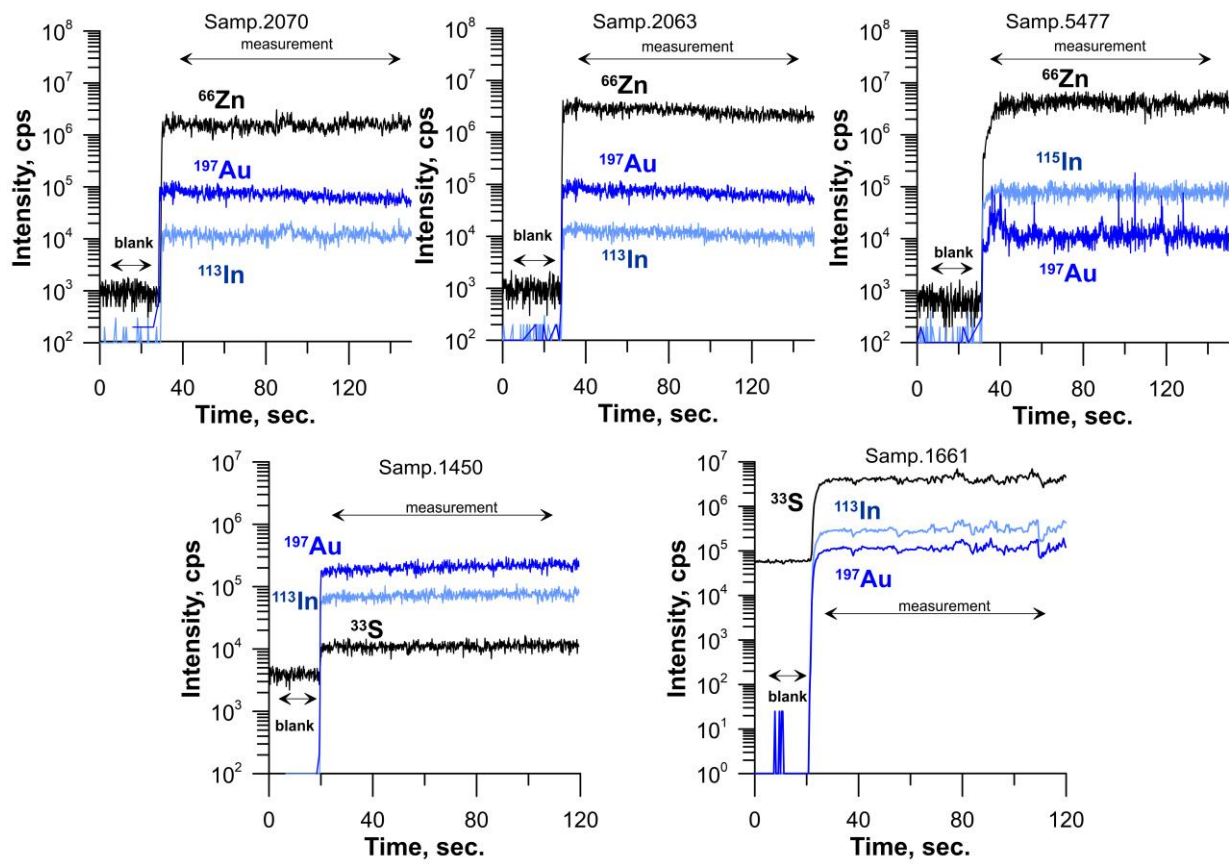 Samp.2070
measurement
⁶⁶Zn
¹⁹⁷Au
blank
¹¹³In
Intensity, cps
10⁸
10⁷
10⁶
10⁵
10⁴
10³
10²
0 40 80 120
Time, sec.
Samp.2063
measurement
⁶⁶Zn
¹⁹⁷Au
blank
¹¹³In
Intensity, cps
10⁸
10⁷
10⁶
10⁵
10⁴
10³
10²
0 40 80 120
Time, sec.
Samp.5477
measurement
⁶⁶Zn
¹¹⁵In
blank
¹⁹⁷Au
Intensity, cps
10⁸
10⁷
10⁶
10⁵
10⁴
10³
10²
0 40 80 120
Time, sec.
Samp.1450
measurement
¹⁹⁷Au
¹¹³In
³³S
blank
Intensity, cps
10⁷
10⁶
10⁵
10⁴
10³
10²
0 40 80 120
Time, sec.
Samp.1661
³³S
¹¹³In
¹⁹⁷Au
measurement
blank
Intensity, cps
10⁷
10⁶
10⁵
10⁴
10³
10²
10¹
10⁰
0 40 80 120
Time, sec.